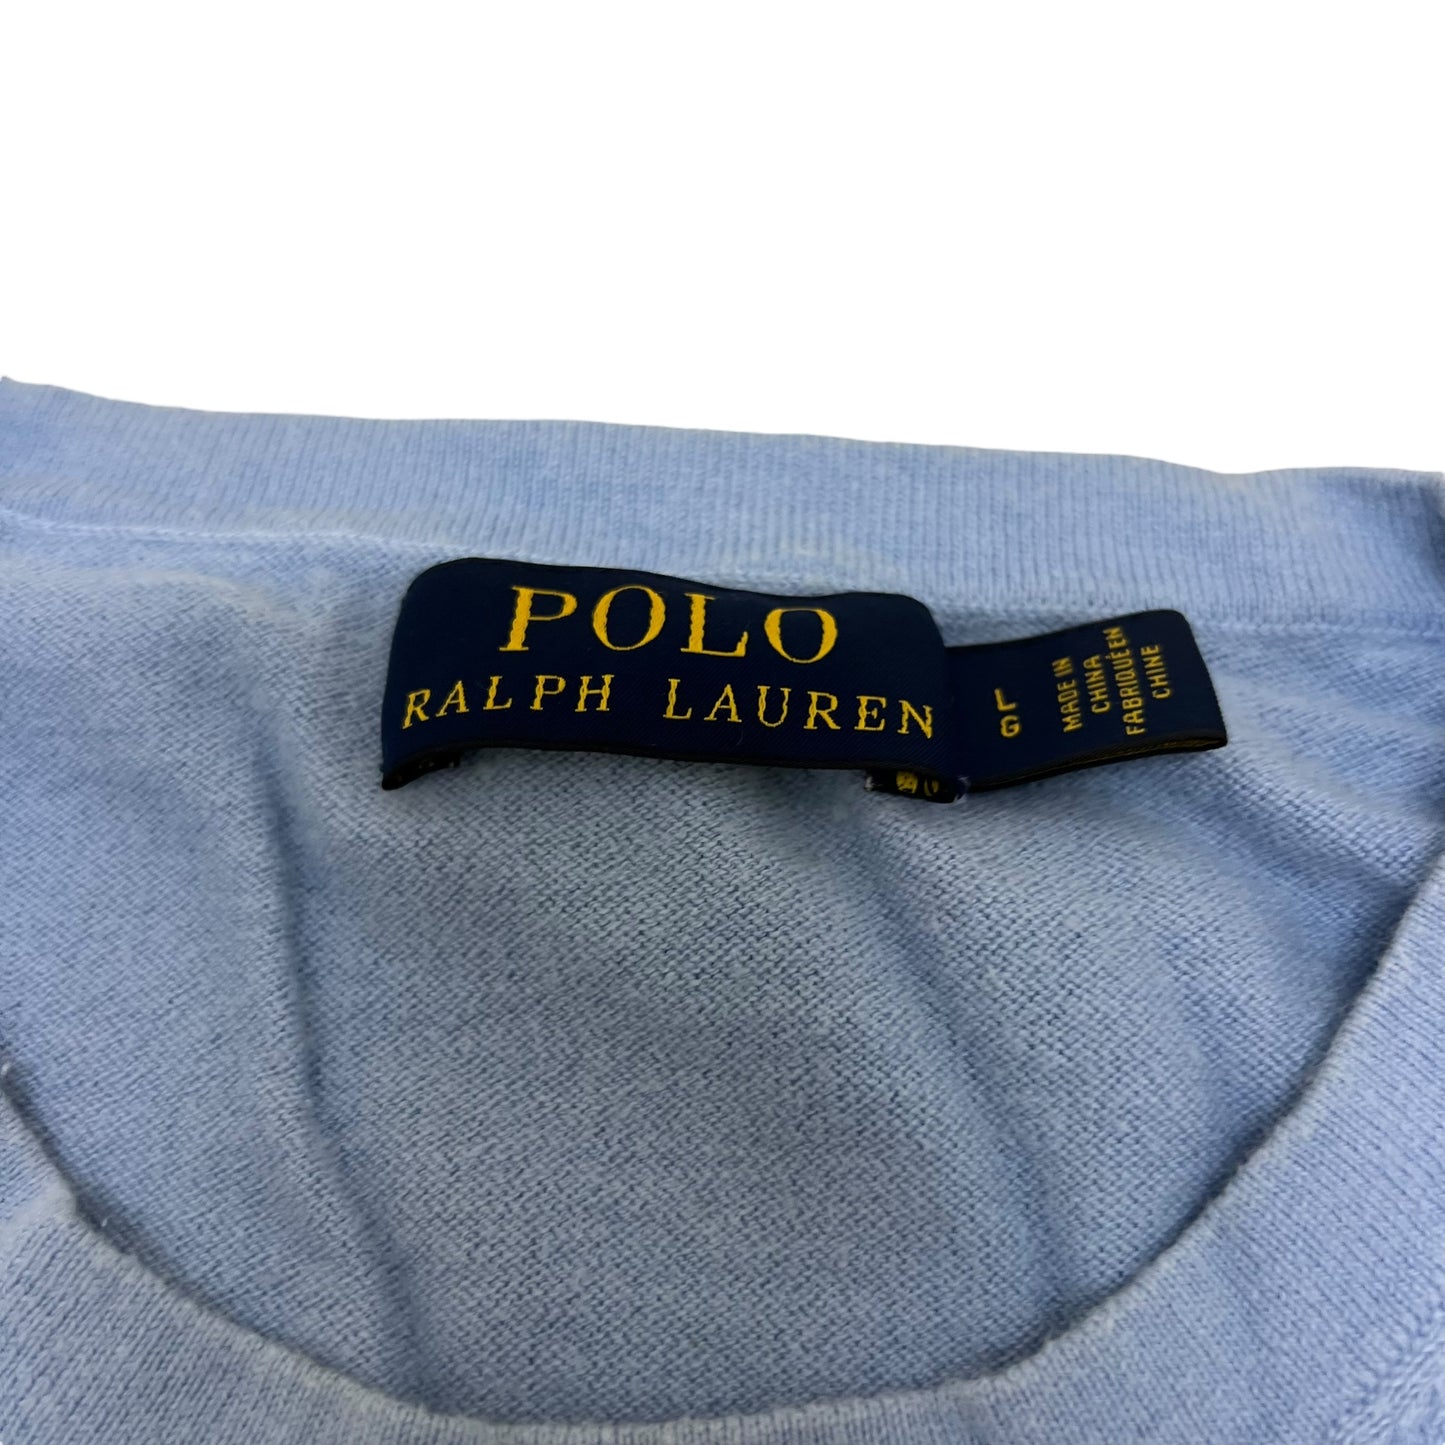 POLO
RALPH LAUREN
L
G
MADE IN
CHINA
FABRIQUÉ EN
CHINE